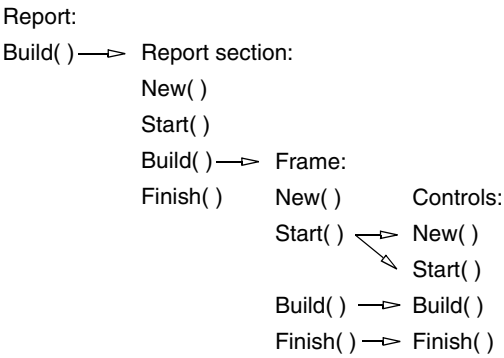 Report:
Build( ) Report section:
New( )
Start( )
Build( ) Frame:
Finish( ) New( ) Controls:
Start( ) New( )
Start( )
Build( ) Build( )
Finish( ) Finish( )